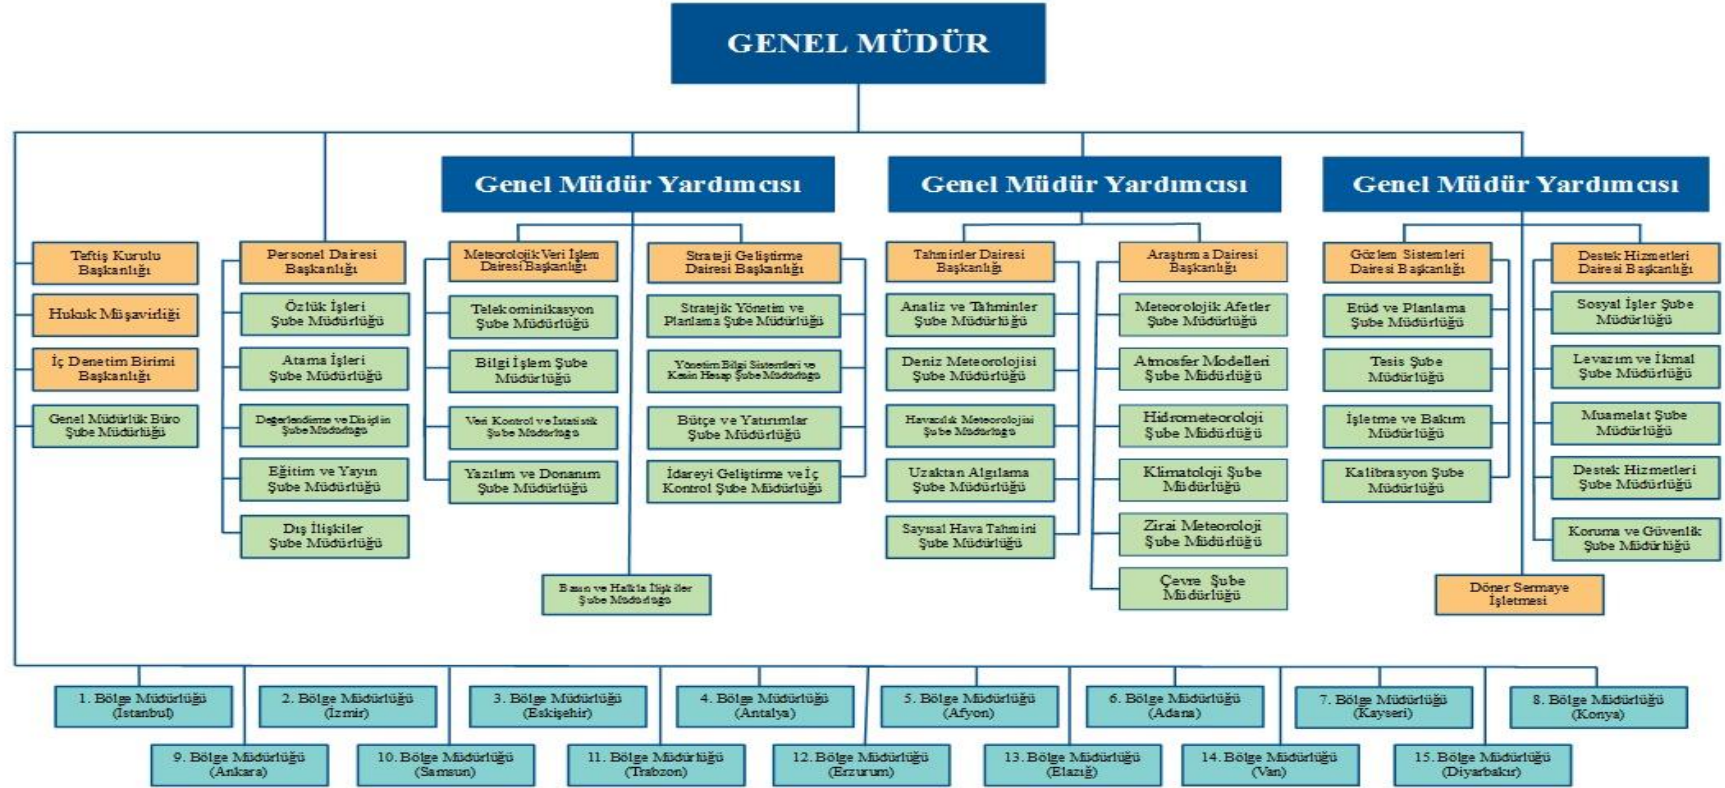 GENEL MÜDÜR
Genel Müdür Yardımcısı
Genel Müdür Yardımcısı
Genel Müdür Yardımcısı
Teftiş Kurulu
Başkanlığı
Hukuk Müşavirliği
İç Denetim Birimi
Başkanlığı
Genel Müdürlük Büro
Şube Müdürlüğü
Personel Dairesi
Başkanlığı
Özlük İşleri
Şube Müdürlüğü
Atama İşleri
Şube Müdürlüğü
Değerlendirme ve Disiplin
Şube Müdürlüğü
Eğitim ve Yayın
Şube Müdürlüğü
Dış İlişkiler
Şube Müdürlüğü
Meteorolojik Veri İşlem
Dairesi Başkanlığı
Telekominikasyon
Şube Müdürlüğü
Bilgi İşlem Şube
Müdürlüğü
Veri Kontrol ve İstatistik
Şube Müdürlüğü
Yazılım ve Donanım
Şube Müdürlüğü
Strateji Geliştirme
Dairesi Başkanlığı
Stratejik Yönetim ve
Planlama Şube Müdürlüğü
Yönetim Bilgi Sistemleri ve
Kesin Hesap Şube Müdürlüğü
Bütçe ve Yatırımlar
Şube Müdürlüğü
İdareyi Geliştirme ve İç
Kontrol Şube Müdürlüğü
Basın ve Halkla İlişkiler
Şube Müdürlüğü
Tahminler Dairesi
Başkanlığı
Analiz ve Tahminler
Şube Müdürlüğü
Deniz Meteorolojisi
Şube Müdürlüğü
Havacılık Meteorolojisi
Şube Müdürlüğü
Uzaktan Algılama
Şube Müdürlüğü
Sayısal Hava Tahmini
Şube Müdürlüğü
Araştırma Dairesi
Başkanlığı
Meteorolojik Afetler
Şube Müdürlüğü
Atmosfer Modelleri
Şube Müdürlüğü
Hidrometeoroloji
Şube Müdürlüğü
Klimatoloji Şube
Müdürlüğü
Zirai Meteoroloji
Şube Müdürlüğü
Çevre Şube
Müdürlüğü
Gözlem Sistemleri
Dairesi Başkanlığı
Etüd ve Planlama
Şube Müdürlüğü
Tesis Şube
Müdürlüğü
İşletme ve Bakım
Müdürlüğü
Kalibrasyon Şube
Müdürlüğü
Destek Hizmetleri
Dairesi Başkanlığı
Sosyal İşler Şube
Müdürlüğü
Levazım ve İkmal
Şube Müdürlüğü
Muamelat Şube
Müdürlüğü
Destek Hizmetleri
Şube Müdürlüğü
Koruma ve Güvenlik
Şube Müdürlüğü
Döner Sermaye
İşletmesi
1. Bölge Müdürlüğü
(İstanbul)
2. Bölge Müdürlüğü
(İzmir)
3. Bölge Müdürlüğü
(Eskişehir)
4. Bölge Müdürlüğü
(Antalya)
5. Bölge Müdürlüğü
(Afyon)
6. Bölge Müdürlüğü
(Adana)
7. Bölge Müdürlüğü
(Kayseri)
8. Bölge Müdürlüğü
(Konya)
9. Bölge Müdürlüğü
(Ankara)
10. Bölge Müdürlüğü
(Samsun)
11. Bölge Müdürlüğü
(Trabzon)
12. Bölge Müdürlüğü
(Erzurum)
13. Bölge Müdürlüğü
(Elazığ)
14. Bölge Müdürlüğü
(Van)
15. Bölge Müdürlüğü
(Diyarbakır)